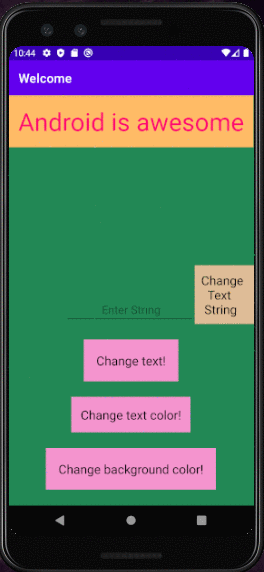 10:44
Welcome
Android is awesome
Change
Text
String
Enter String
Change text!
Change text color!
Change background color!